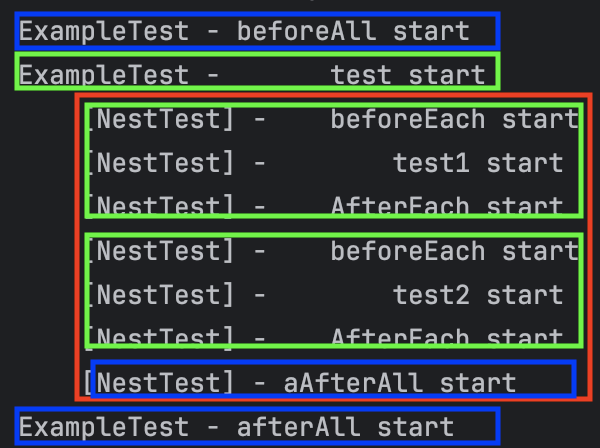 ExampleTest - beforeAll start
ExampleTest -       test start
[NestTest] -    beforeEach start
[NestTest] -        test1 start
[NestTest] -    AfterEach start
[NestTest] -    beforeEach start
[NestTest] -        test2 start
[NestTest] -    AfterEach start
[NestTest] - aAfterAll start
ExampleTest - afterAll start